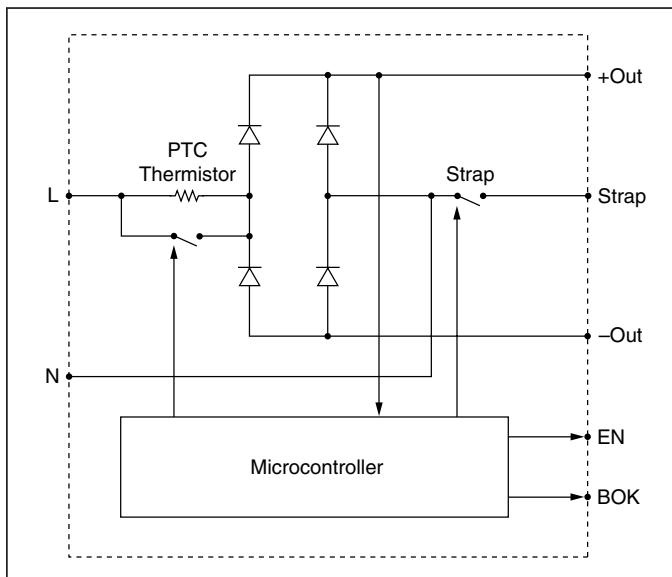 +Out
PTC
Thermistor
Strap
L
Strap
–Out
N
EN
Microcontroller
BOK